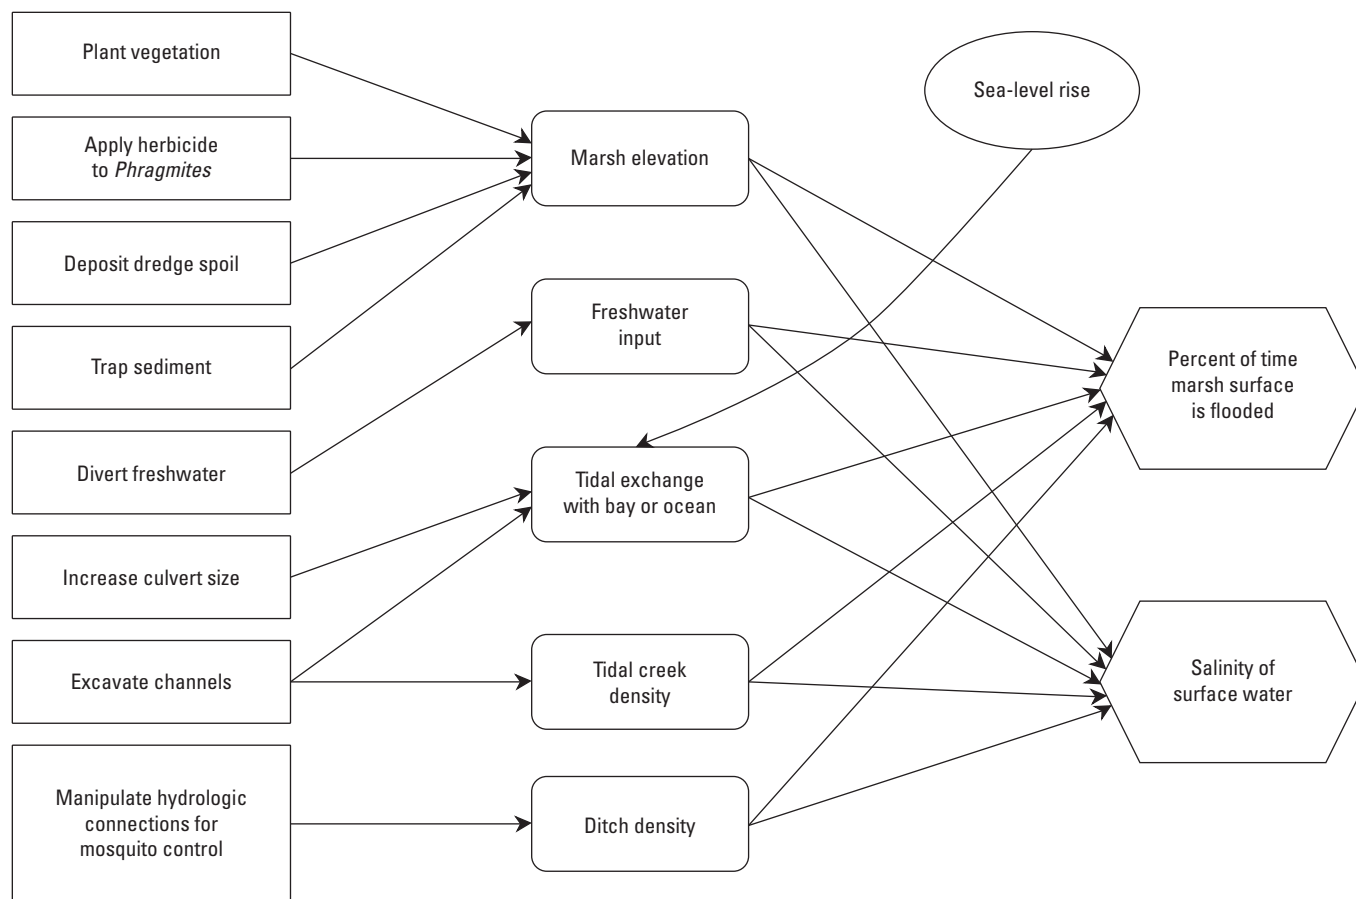 Plant vegetation
Apply herbicide
to Phragmites
Deposit dredge spoil
Trap sediment
Divert freshwater
Increase culvert size
Excavate channels
Manipulate hydrologic
connections for
mosquito control
Marsh elevation
Freshwater
input
Tidal exchange
with bay or ocean
Tidal creek
density
Ditch density
Sea-level rise
Percent of time
marsh surface
is flooded
Salinity of
surface water